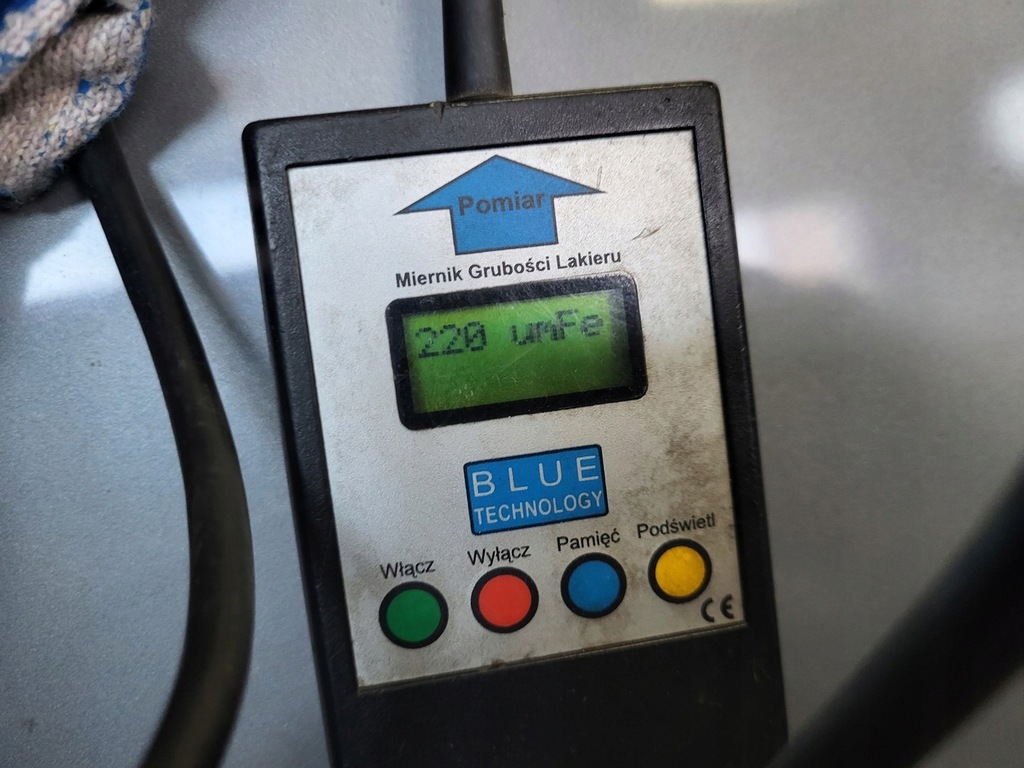 Pomiar
Miernik Grubości Lakieru
220 umFe
BLUE
TECHNOLOGY
Włącz Wyłącz Pamięć Podświetl
CE